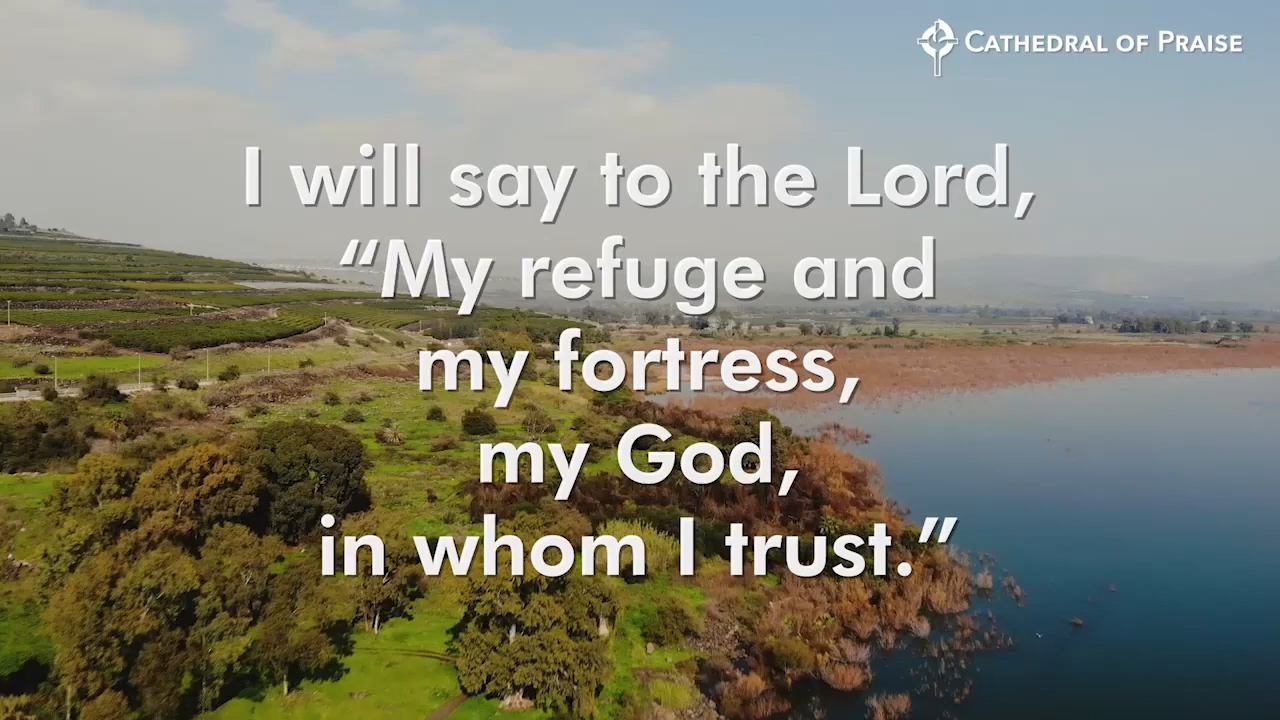 Cathedral of Praise
I will say to the Lord,
“My refuge and
my fortress,
my God,
in whom I trust.”